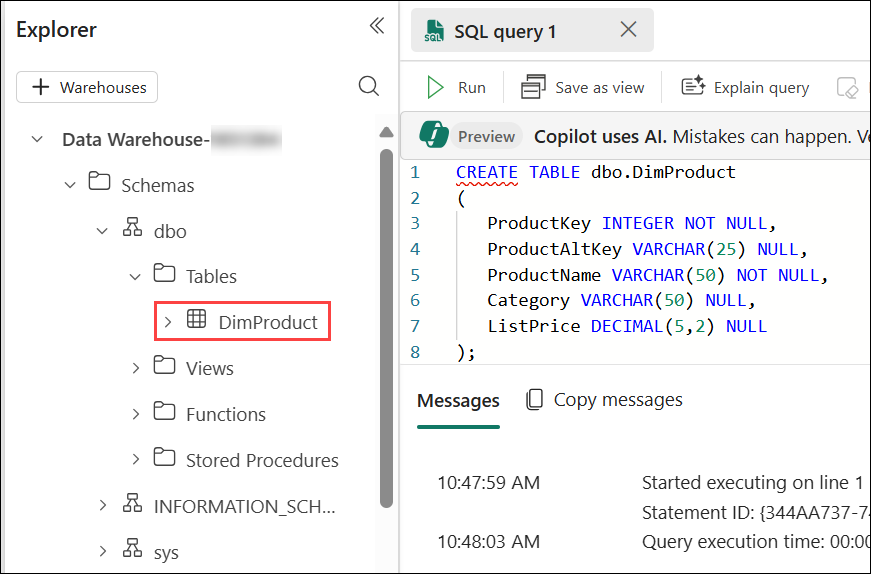 Explorer
Warehouses
Data Warehouse-
Schemas
dbo
Tables
DimProduct
Views
Functions
Stored Procedures
INFORMATION_SCH...
sys
SQL
SQL query 1
Run
Save as view
Explain query
Preview
Copilot uses AI. Mistakes can happen.
1 CREATE TABLE dbo.DimProduct
2 (
3 ProductKey INTEGER NOT NULL,
4 ProductAltKey VARCHAR(25) NULL,
5 ProductName VARCHAR(50) NOT NULL,
6 Category VARCHAR(50) NULL,
7 ListPrice DECIMAL(5,2) NULL
8 );
Messages
Copy messages
10:47:59 AM Started executing on line 1
Statement ID: {344AA737-74
10:48:03 AM Query execution time: 00:00